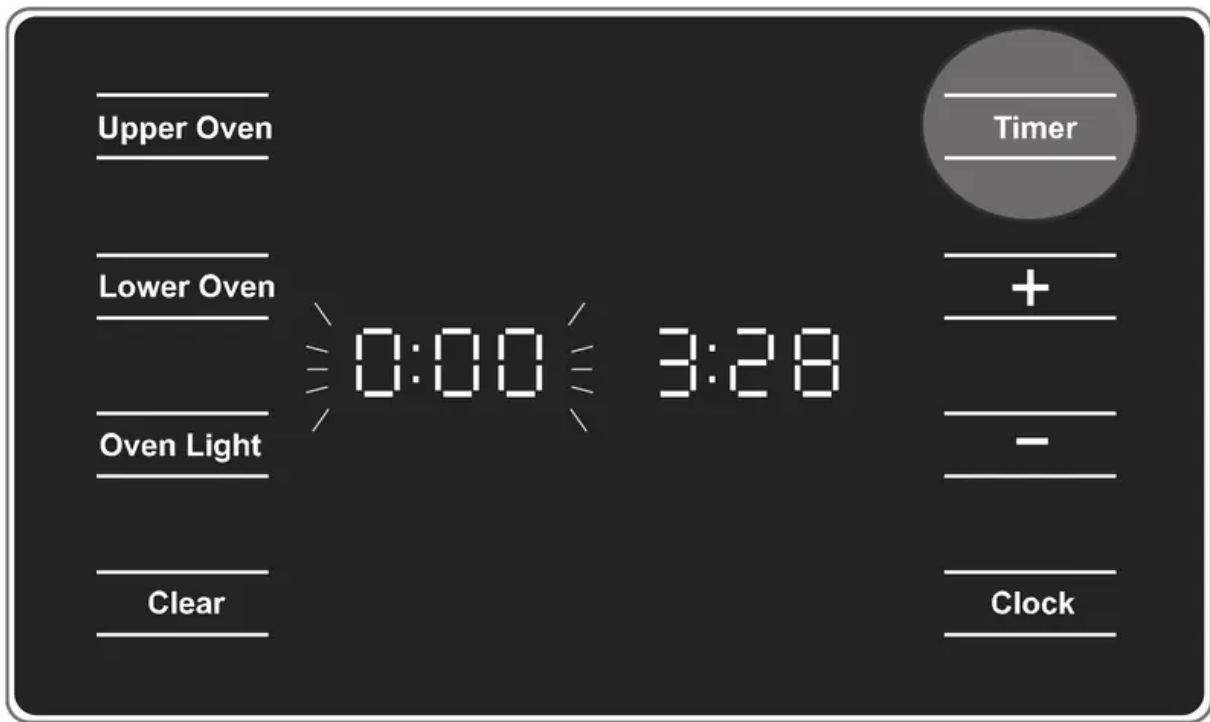 Upper Oven
Timer
Lower Oven
+
0:00 3:28
Oven Light
-
Clear
Clock